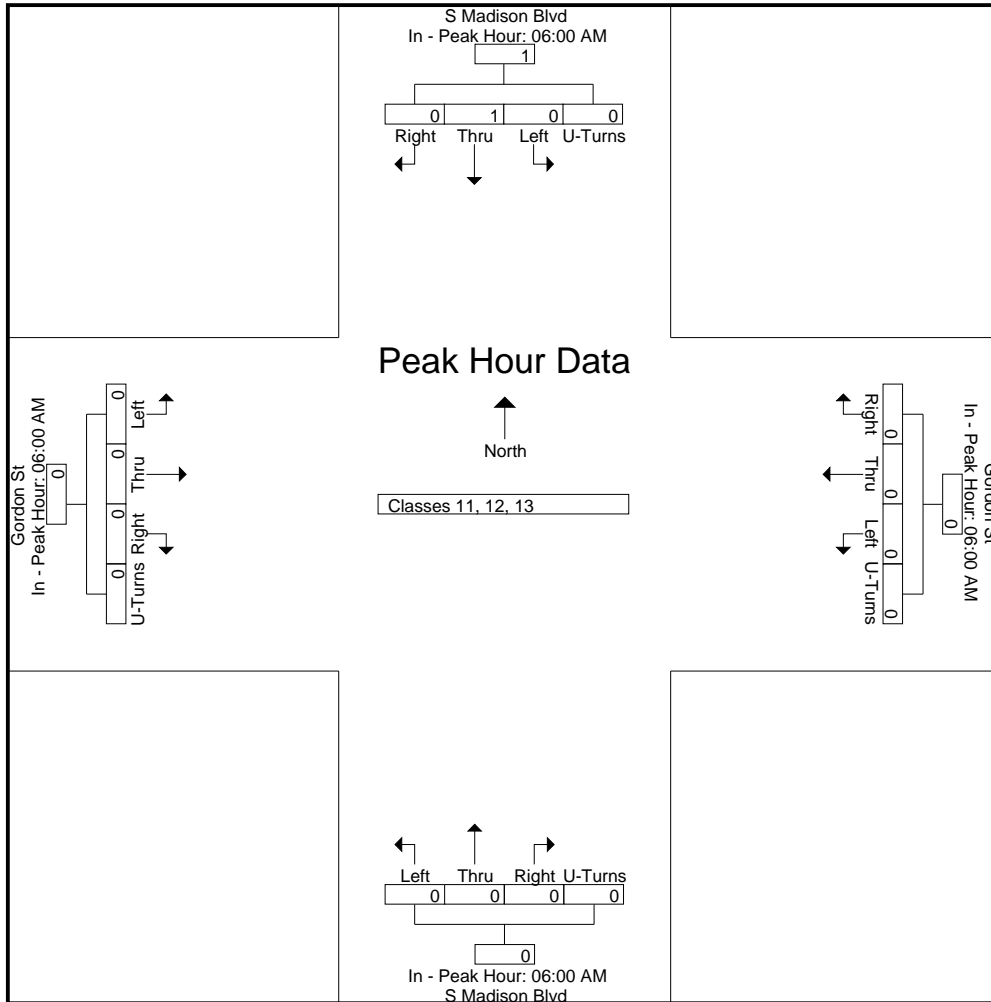 S Madison Blvd
In - Peak Hour: 06:00 AM
1
0 1 0 0
Right Thru Left U-Turns
Peak Hour Data
North
Classes 11, 12, 13
Gordon St
In - Peak Hour: 06:00 AM
0
0 0 0 0
Left Thru Right U-Turns
Right Thru Left U-Turns
0 0 0 0
0
In - Peak Hour: 06:00 AM
Gordon St
Left Thru Right U-Turns
0 0 0 0
0
In - Peak Hour: 06:00 AM
S Madison Blvd